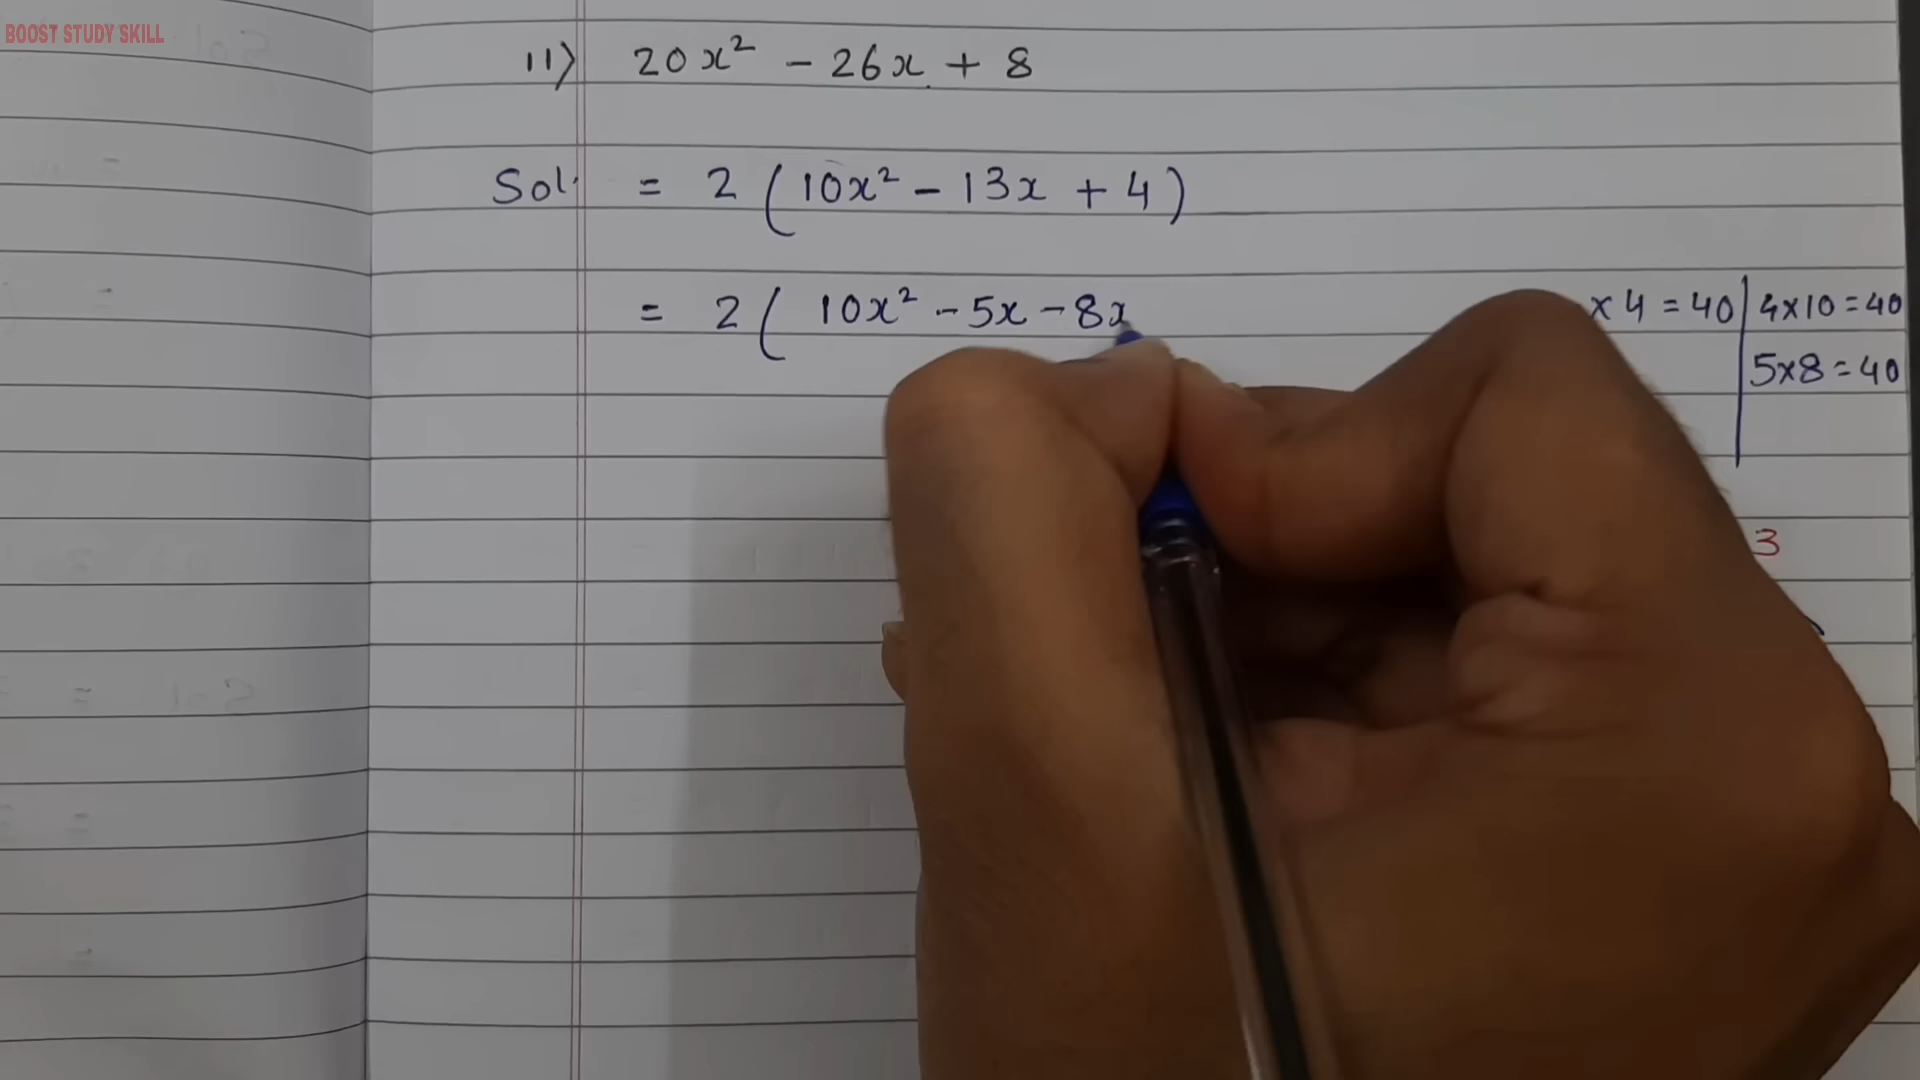 BOOST STUDY SKILL
11) 20x² - 26x + 8
Sol. = 2 (10x² - 13x + 4)
= 2 ( 10x² - 5x - 8x
x 4 = 40 | 4x10 = 40
5x8 = 40
3